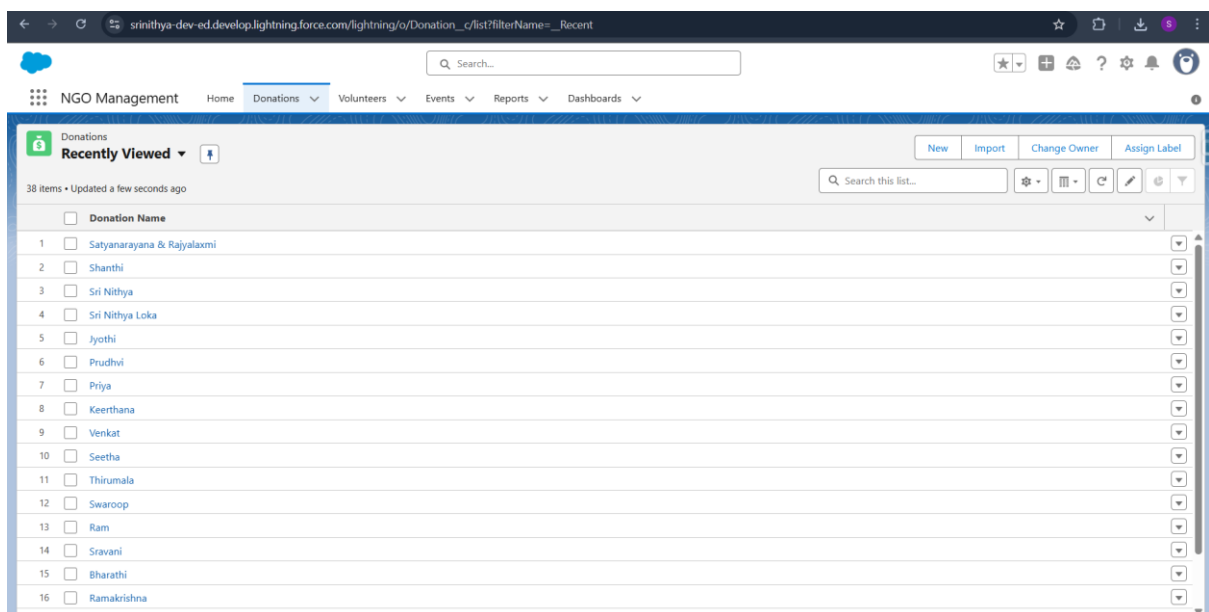 srinithya-dev-ed.develop.lightning.force.com/lightning/o/Donation__c/list?filterName=__Recent
S
Search...
NGO Management Home Donations Volunteers Events Reports Dashboards
Donations
Recently Viewed
New Import Change Owner Assign Label
38 items • Updated a few seconds ago
Search this list...
Donation Name
1 Satyanarayana & Rajyalaxmi
2 Shanthi
3 Sri Nithya
4 Sri Nithya Loka
5 Jyothi
6 Prudhvi
7 Priya
8 Keerthana
9 Venkat
10 Seetha
11 Thirumala
12 Swaroop
13 Ram
14 Sravani
15 Bharathi
16 Ramakrishna